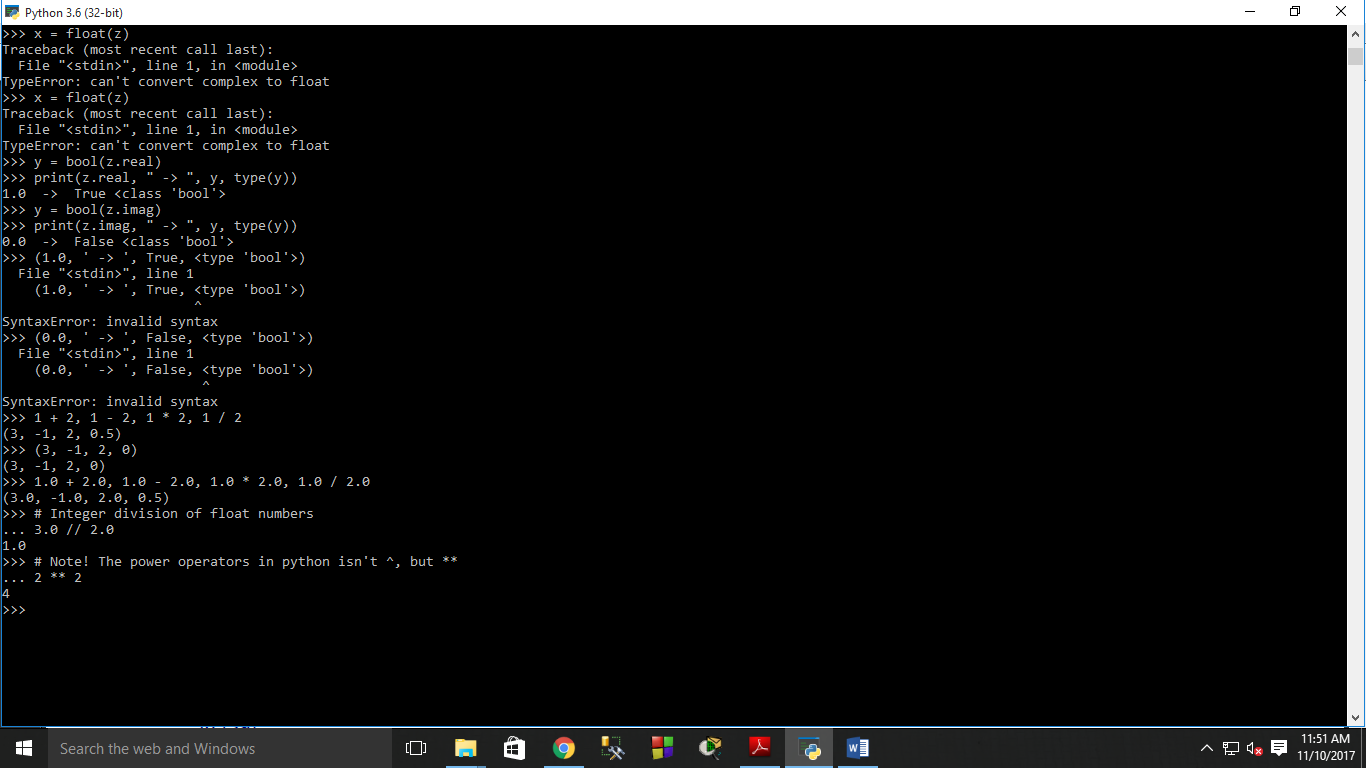 Python 3.6 (32-bit)
>>> x = float(z)
Traceback (most recent call last):
  File "<stdin>", line 1, in <module>
TypeError: can't convert complex to float
>>> x = float(z)
Traceback (most recent call last):
  File "<stdin>", line 1, in <module>
TypeError: can't convert complex to float
>>> y = bool(z.real)
>>> print(z.real, " -> ", y, type(y))
1.0  ->  True <class 'bool'>
>>> y = bool(z.imag)
>>> print(z.imag, " -> ", y, type(y))
0.0  ->  False <class 'bool'>
>>> (1.0, ' -> ', True, <type 'bool'>)
  File "<stdin>", line 1
    (1.0, ' -> ', True, <type 'bool'>)
                        ^
SyntaxError: invalid syntax
>>> (0.0, ' -> ', False, <type 'bool'>)
  File "<stdin>", line 1
    (0.0, ' -> ', False, <type 'bool'>)
                         ^
SyntaxError: invalid syntax
>>> 1 + 2, 1 - 2, 1 * 2, 1 / 2
(3, -1, 2, 0.5)
>>> (3, -1, 2, 0)
(3, -1, 2, 0)
>>> 1.0 + 2.0, 1.0 - 2.0, 1.0 * 2.0, 1.0 / 2.0
(3.0, -1.0, 2.0, 0.5)
>>> # Integer division of float numbers
... 3.0 // 2.0
1.0
>>> # Note! The power operators in python isn't ^, but **
... 2 ** 2
4
>>>
Search the web and Windows
11:51 AM
11/10/2017